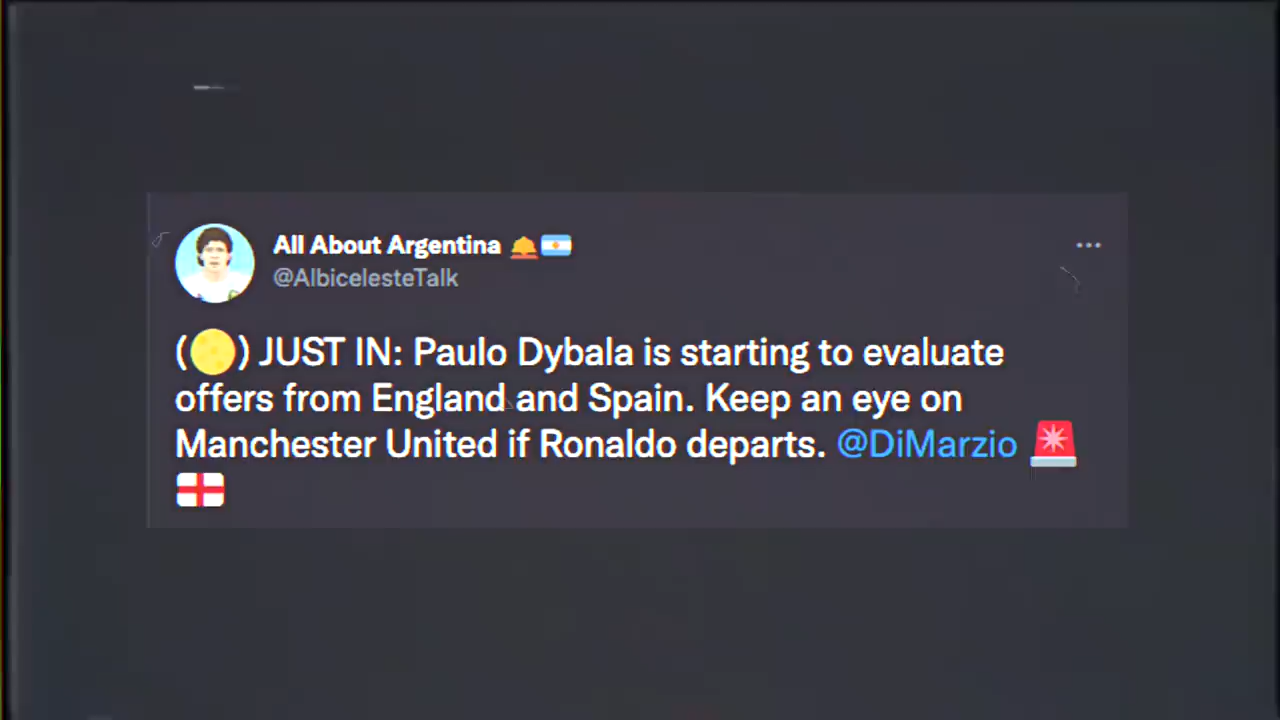 All About Argentina 🛎🇦🇷
@AlbicelesteTalk
(🌕) JUST IN: Paulo Dybala is starting to evaluate
offers from England and Spain. Keep an eye on
Manchester United if Ronaldo departs. @DiMarzio 🚨
🏴󠁧󠁢󠁥󠁮󠁧󠁿